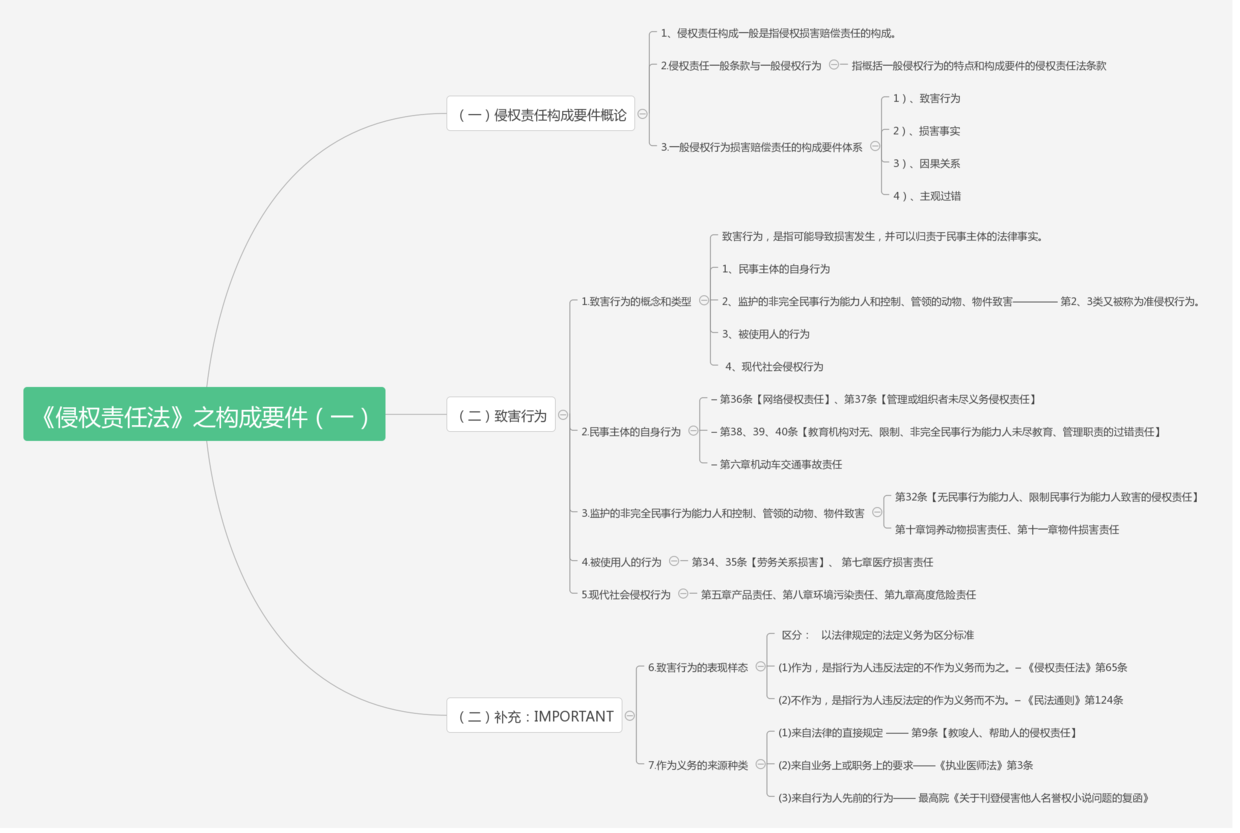 《侵权责任法》之构成要件（一）
（一）侵权责任构成要件概论
1、侵权责任构成一般是指侵权损害赔偿责任的构成。
2.侵权责任一般条款与一般侵权行为
指概括一般侵权行为的特点和构成要件的侵权责任法条款
3.一般侵权行为损害赔偿责任的构成要件体系
1）、致害行为
2）、损害事实
3）、因果关系
4）、主观过错
（二）致害行为
1.致害行为的概念和类型
致害行为，是指可能导致损害发生，并可以归责于民事主体的法律事实。
1、民事主体的自身行为
2、监护的非完全民事行为能力人和控制、管领的动物、物件致害———— 第2、3类又被称为准侵权行为。
3、被使用人的行为
4、现代社会侵权行为
2.民事主体的自身行为
– 第36条【网络侵权责任】、第37条【管理或组织者未尽义务侵权责任】
– 第38、39、40条【教育机构对无、限制、非完全民事行为能力人未尽教育、管理职责的过错责任】
– 第六章机动车交通事故责任
3.监护的非完全民事行为能力人和控制、管领的动物、物件致害
第32条【无民事行为能力人、限制民事行为能力人致害的侵权责任】
第十章饲养动物损害责任、第十一章物件损害责任
4.被使用人的行为
第34、35条【劳务关系损害】、 第七章医疗损害责任
5.现代社会侵权行为
第五章产品责任、第八章环境污染责任、第九章高度危险责任
（二）补充：IMPORTANT
6.致害行为的表现样态
区分： 以法律规定的法定义务为区分标准
(1)作为，是指行为人违反法定的不作为义务而为之。– 《侵权责任法》第65条
(2)不作为，是指行为人违反法定的作为义务而不为。– 《民法通则》第124条
7.作为义务的来源种类
(1)来自法律的直接规定 —— 第9条【教唆人、帮助人的侵权责任】
(2)来自业务上或职务上的要求——《执业医师法》第3条
(3)来自行为人先前的行为—— 最高院《关于刊登侵害他人名誉权小说问题的复函》